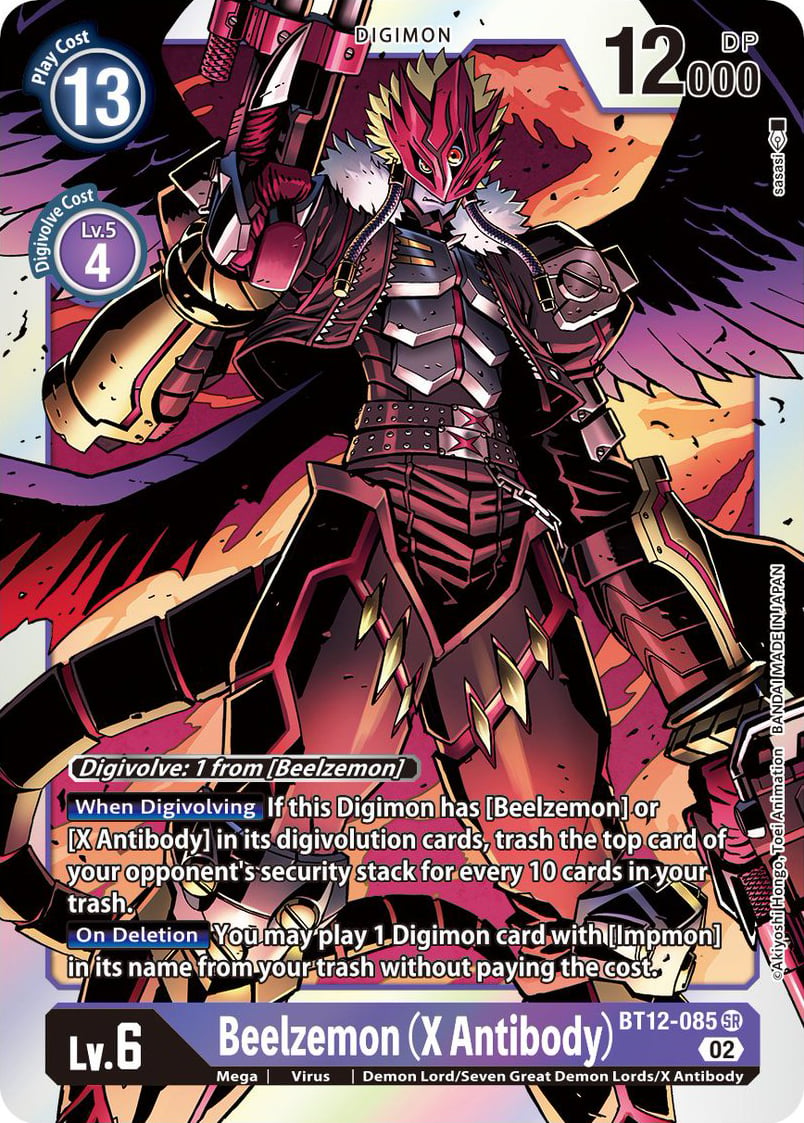 DIGIMON
Play Cost
13
DP
12000
Digivolve Cost
Lv.5
4
sasasi
Digivolve: 1 from [Beelzemon]
When Digivolving If this Digimon has [Beelzemon] or
[X Antibody] in its digivolution cards, trash the top card of
your opponent's security stack for every 10 cards in your
trash.
On Deletion You may play 1 Digimon card with [Impmon]
in its name from your trash without paying the cost.
©Akiyoshi Hongo, Toei Animation BANDAI MADE IN JAPAN
Lv.6
Beelzemon (X Antibody)
BT12-085 SR
02
Mega | Virus | Demon Lord/Seven Great Demon Lords/X Antibody